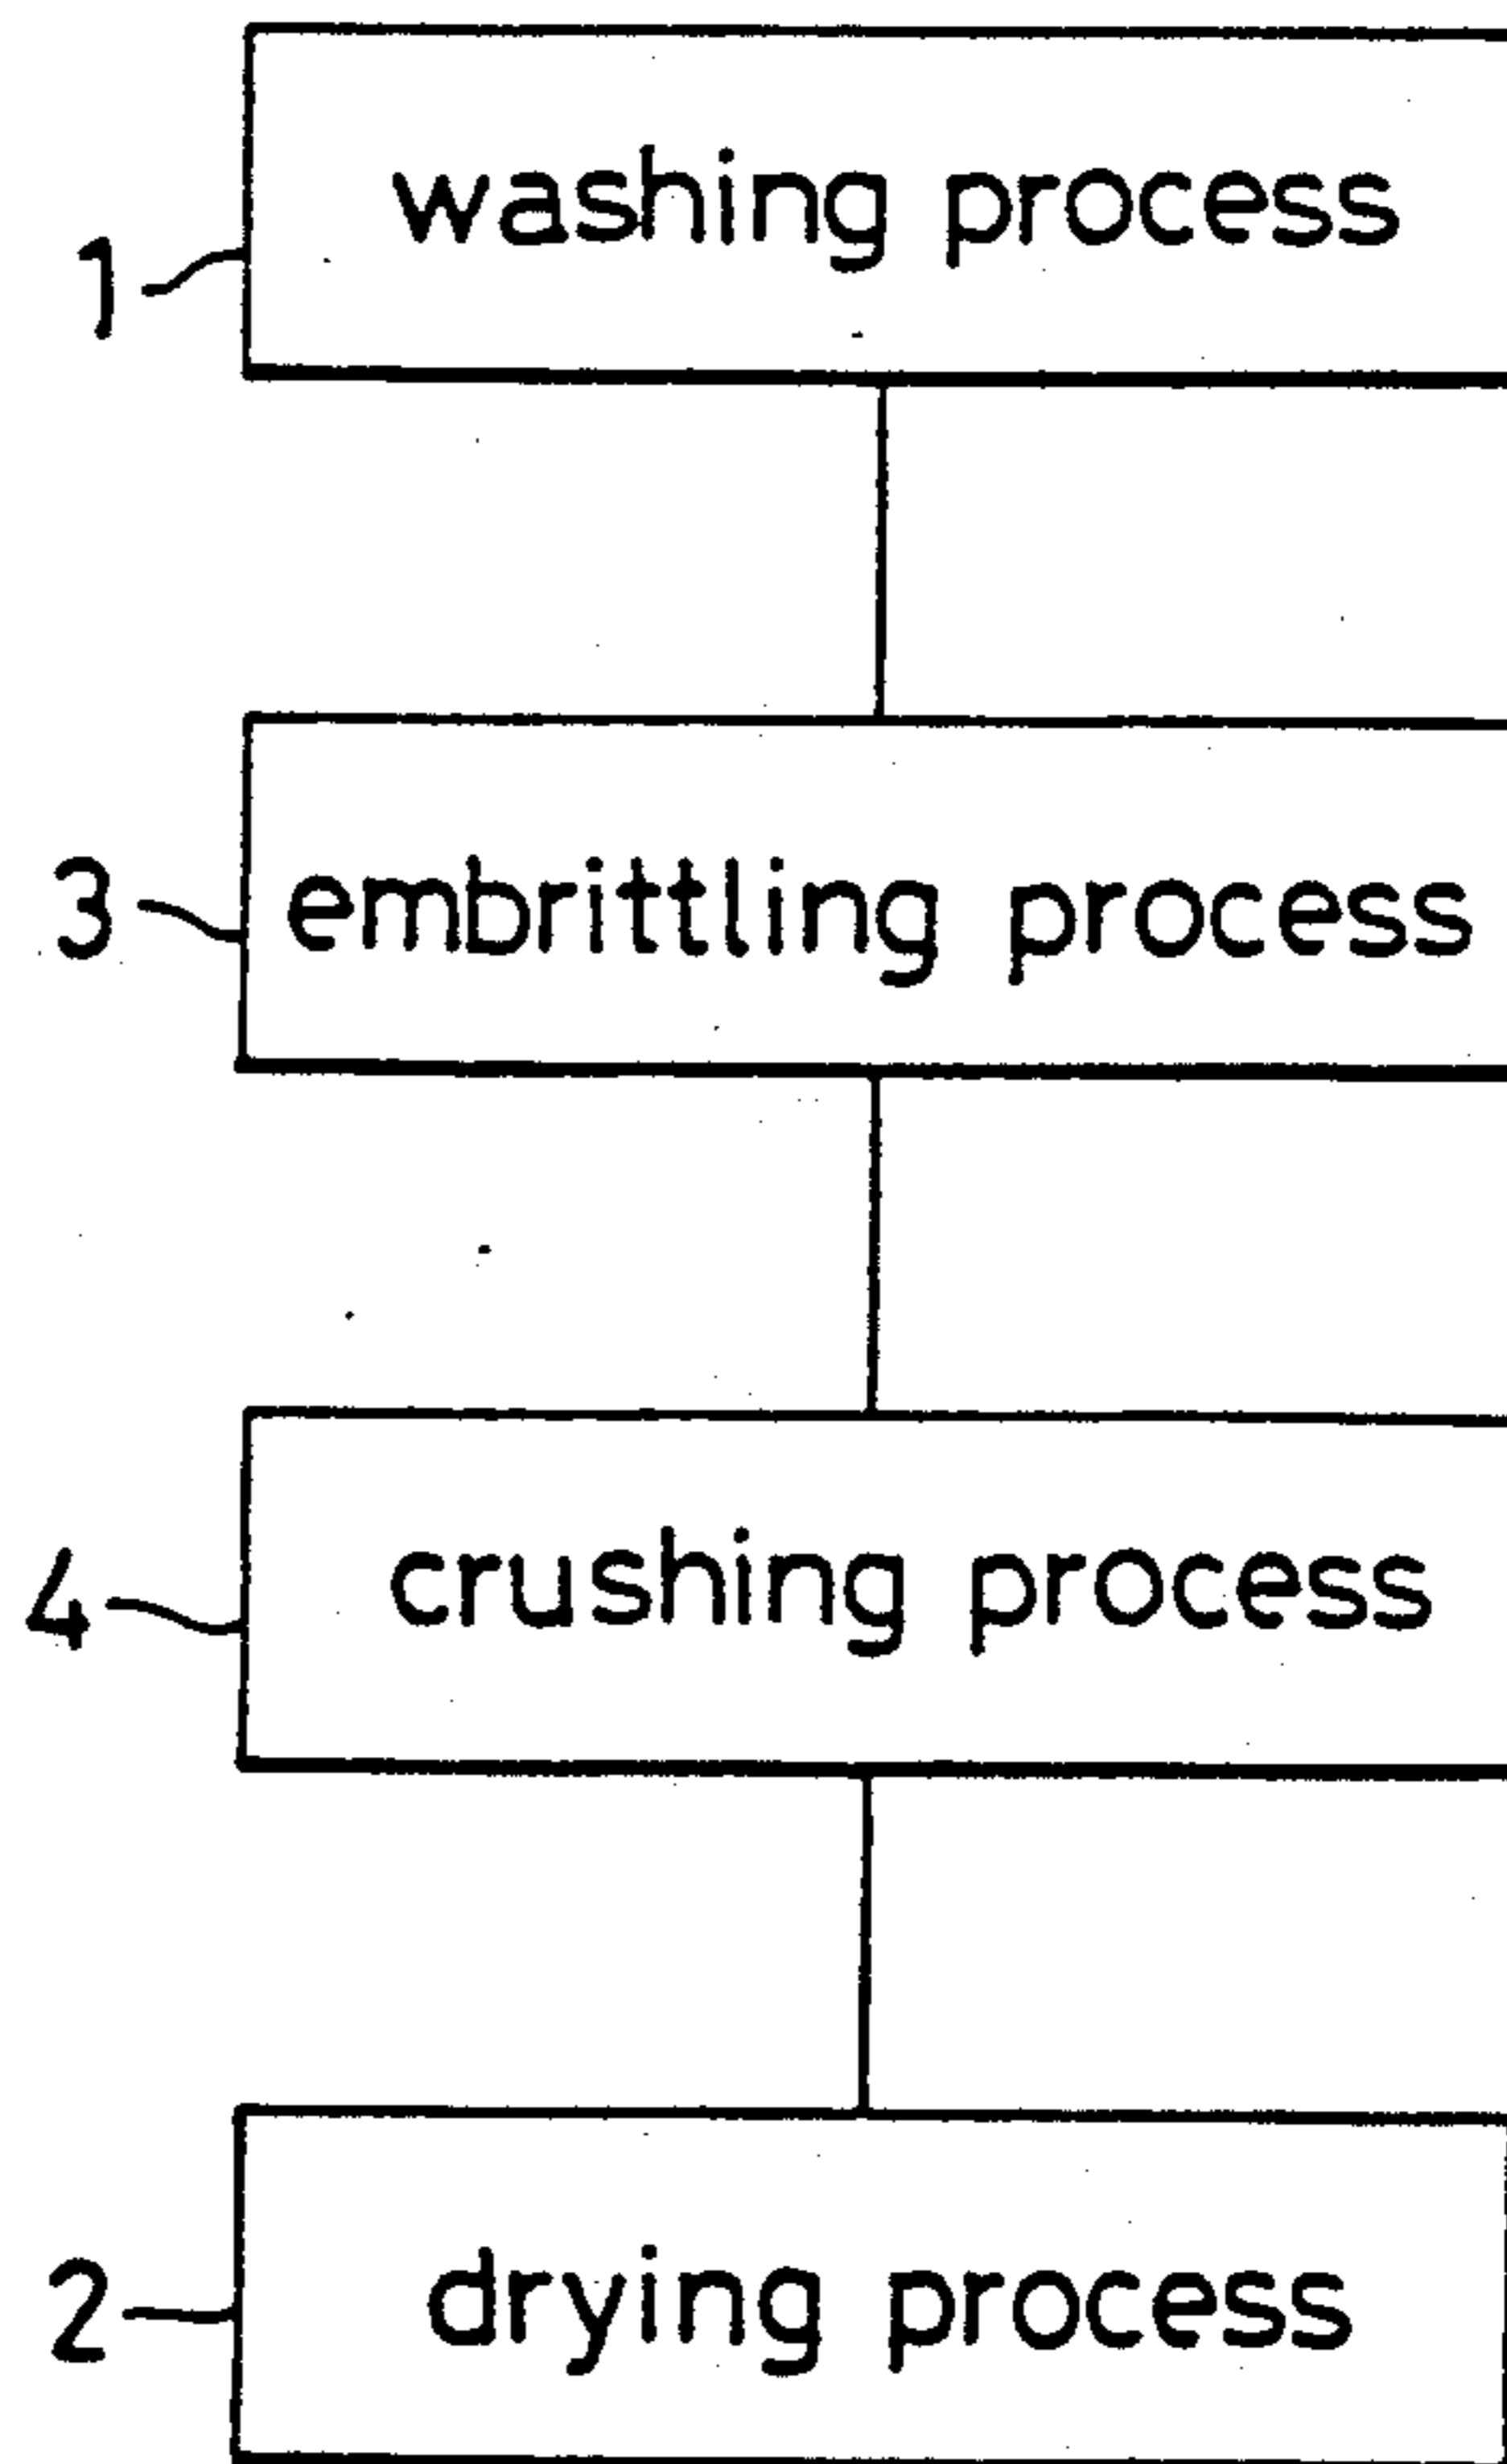 washing process
1
3 embrittling process
4 crushing process
2 drying process